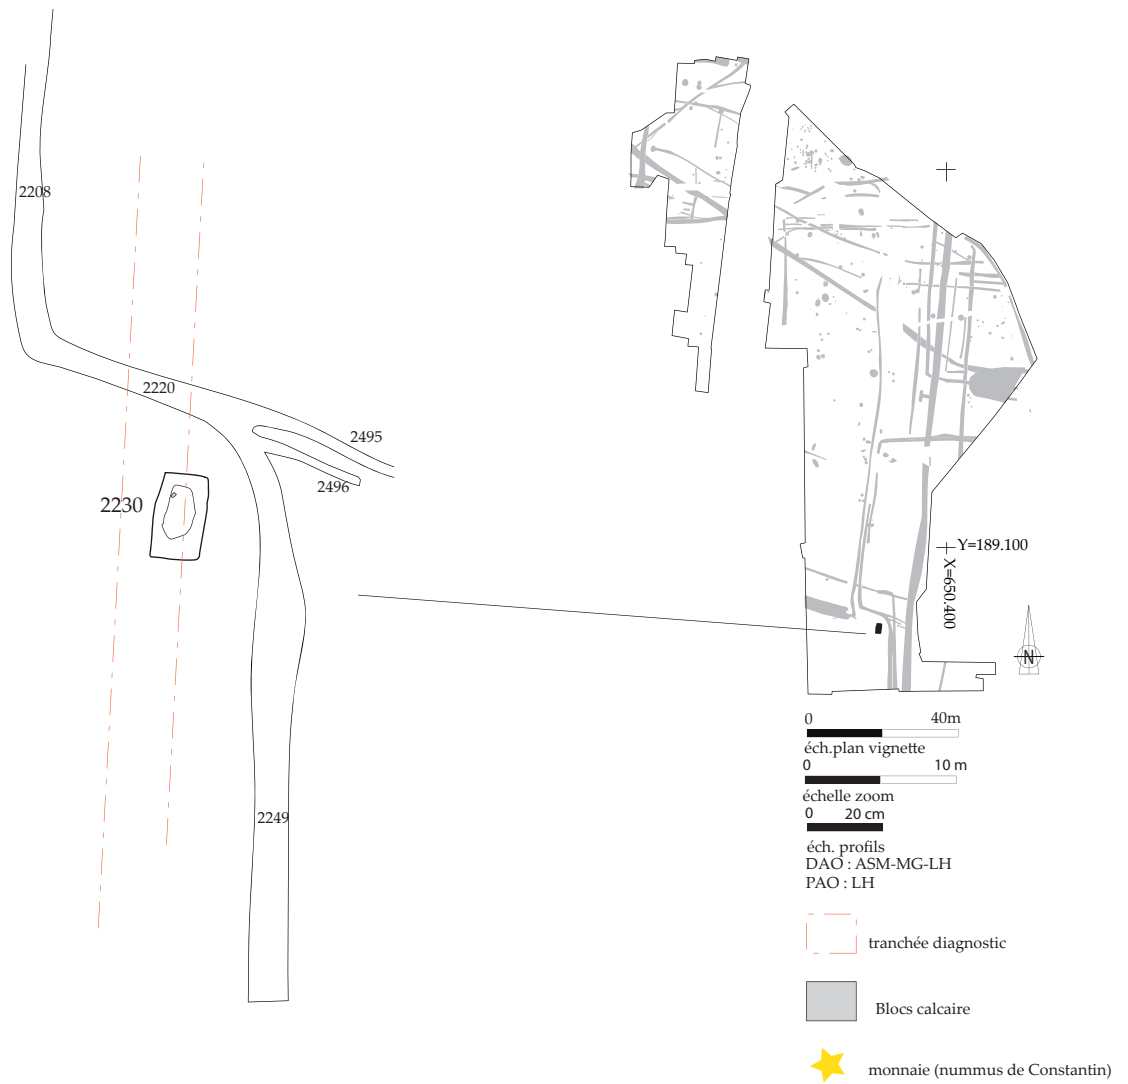 2208
2220
2495
2496
2230
2249
Y=189.100
X=650.400
N
0 40m
éch.plan vignette
0 10 m
échelle zoom
0 20 cm
éch. profils
DAO : ASM-MG-LH
PAO : LH
tranchée diagnostic
Blocs calcaire
monnaie (nummus de Constantin)